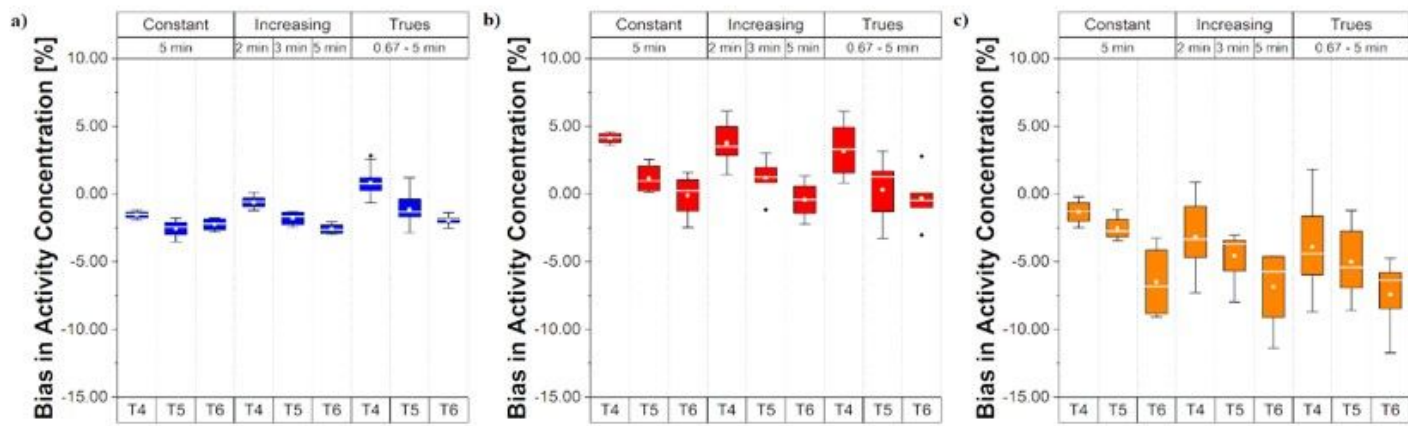 a)
Constant Increasing Trues
5 min 2 min 3 min 5 min 0.67 - 5 min
Bias in Activity Concentration [%]
10.00
5.00
0.00
-5.00
-10.00
-15.00
T4 T5 T6 T4 T5 T6 T4 T5 T6
b)
Constant Increasing Trues
5 min 2 min 3 min 5 min 0.67 - 5 min
Bias in Activity Concentration [%]
10.00
5.00
0.00
-5.00
-10.00
-15.00
T4 T5 T6 T4 T5 T6 T4 T5 T6
c)
Constant Increasing Trues
5 min 2 min 3 min 5 min 0.67 - 5 min
Bias in Activity Concentration [%]
10.00
5.00
0.00
-5.00
-10.00
-15.00
T4 T5 T6 T4 T5 T6 T4 T5 T6